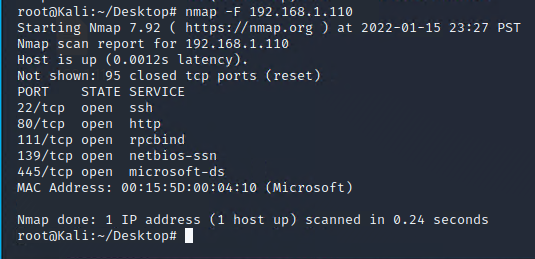 root@Kali:~/Desktop# nmap -F 192.168.1.110
Starting Nmap 7.92 ( https://nmap.org ) at 2022-01-15 23:27 PST
Nmap scan report for 192.168.1.110
Host is up (0.0012s latency).
Not shown: 95 closed tcp ports (reset)
PORT    STATE SERVICE
22/tcp  open  ssh
80/tcp  open  http
111/tcp open  rpcbind
139/tcp open  netbios-ssn
445/tcp open  microsoft-ds
MAC Address: 00:15:5D:00:04:10 (Microsoft)
Nmap done: 1 IP address (1 host up) scanned in 0.24 seconds
root@Kali:~/Desktop#